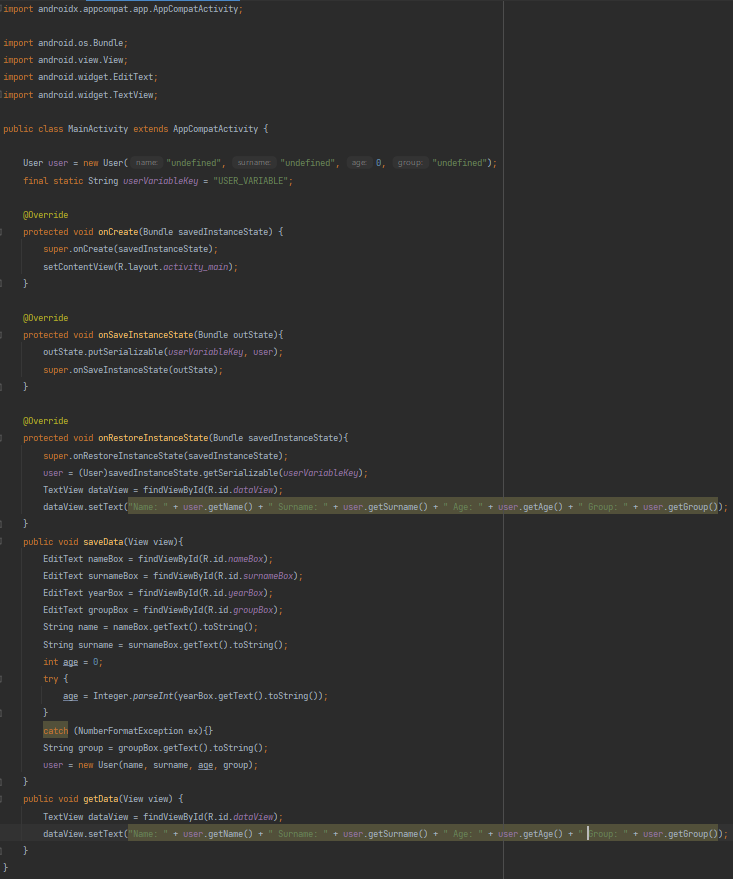 import androidx.appcompat.app.AppCompatActivity;
import android.os.Bundle;
import android.view.View;
import android.widget.EditText;
import android.widget.TextView;
public class MainActivity extends AppCompatActivity {
User user = new User( name: "undefined", surname: "undefined", age: 0, group: "undefined");
final static String userVariableKey = "USER_VARIABLE";
@Override
protected void onCreate(Bundle savedInstanceState) {
super.onCreate(savedInstanceState);
setContentView(R.layout.activity_main);
}
@Override
protected void onSaveInstanceState(Bundle outState){
outState.putSerializable(userVariableKey, user);
super.onSaveInstanceState(outState);
}
@Override
protected void onRestoreInstanceState(Bundle savedInstanceState){
super.onRestoreInstanceState(savedInstanceState);
user = (User)savedInstanceState.getSerializable(userVariableKey);
TextView dataView = findViewById(R.id.dataView);
dataView.setText("Name: " + user.getName() + " Surname: " + user.getSurname() + " Age: " + user.getAge() + " Group: " + user.getGroup());
}
public void saveData(View view){
EditText nameBox = findViewById(R.id.nameBox);
EditText surnameBox = findViewById(R.id.surnameBox);
EditText yearBox = findViewById(R.id.yearBox);
EditText groupBox = findViewById(R.id.groupBox);
String name = nameBox.getText().toString();
String surname = surnameBox.getText().toString();
int age = 0;
try {
age = Integer.parseInt(yearBox.getText().toString());
}
catch (NumberFormatException ex){}
String group = groupBox.getText().toString();
user = new User(name, surname, age, group);
}
public void getData(View view) {
TextView dataView = findViewById(R.id.dataView);
dataView.setText("Name: " + user.getName() + " Surname: " + user.getSurname() + " Age: " + user.getAge() + " Group: " + user.getGroup());
}
}